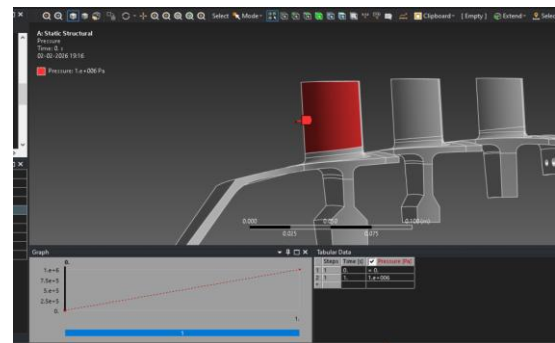 Select Mode Clipboard [Empty] Extend
A: Static Structural
Pressure
Time: 0. s
02-02-2026 19:16
Pressure: 1.e+006 Pa
0.000 0.050 0.100 (m)
0.025 0.075
Graph
Tabular Data
0.
1.e+6
7.5e+5
5.e+5
2.5e+5
0.
1.
1
Steps Time [s] Pressure [Pa]
1 1 0. = 0.
2 1 1. 1.e+006
*